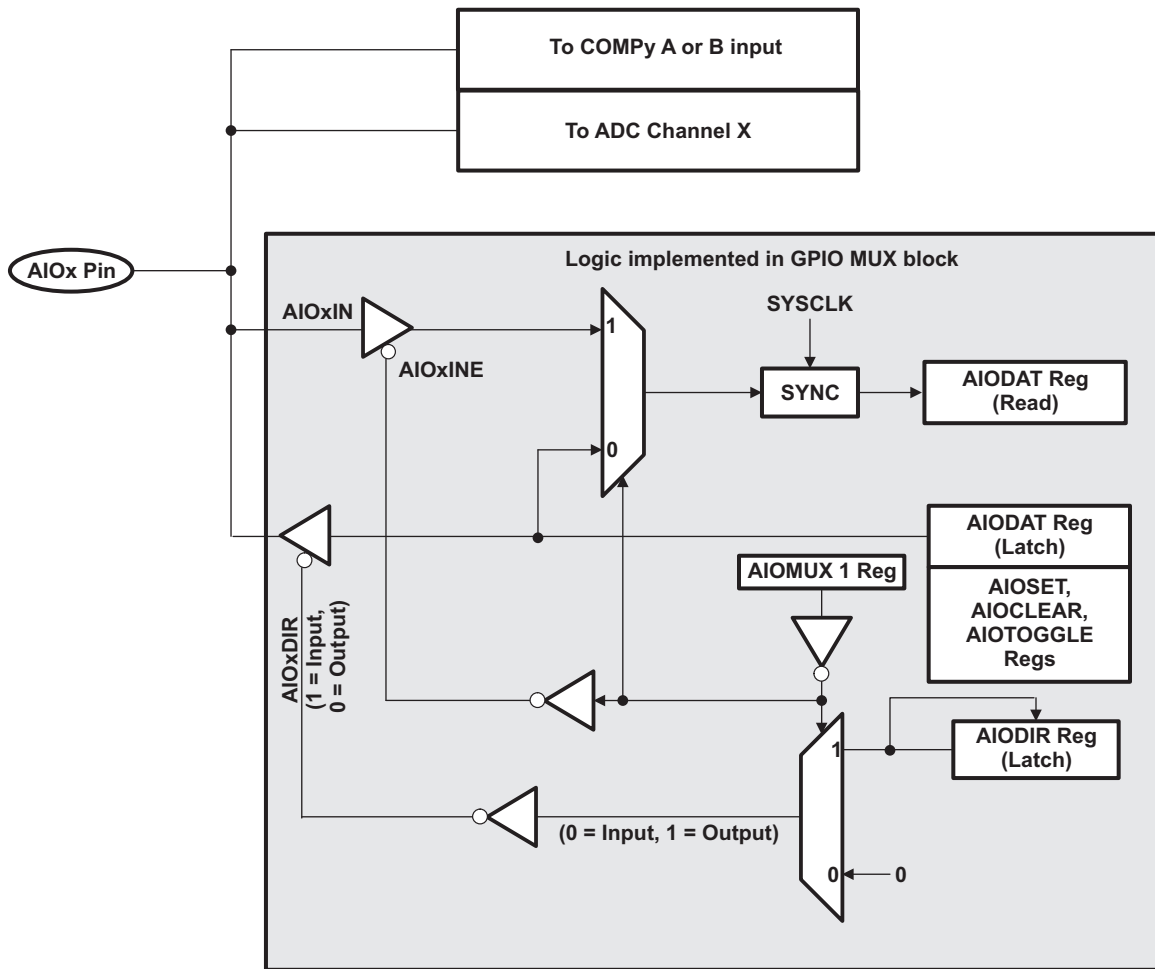 To COMPy A or B input
To ADC Channel X
AIOx Pin
Logic implemented in GPIO MUX block
AIOxIN
AIOxINE
1
0
SYSCLK
SYNC
AIODAT Reg
(Read)
AIODAT Reg
(Latch)
AIOSET,
AIOCLEAR,
AIOTOGGLE
Regs
AIOMUX 1 Reg
AIOxDIR
(1 = Input,
0 = Output)
1
AIODIR Reg
(Latch)
(0 = Input, 1 = Output)
0
0